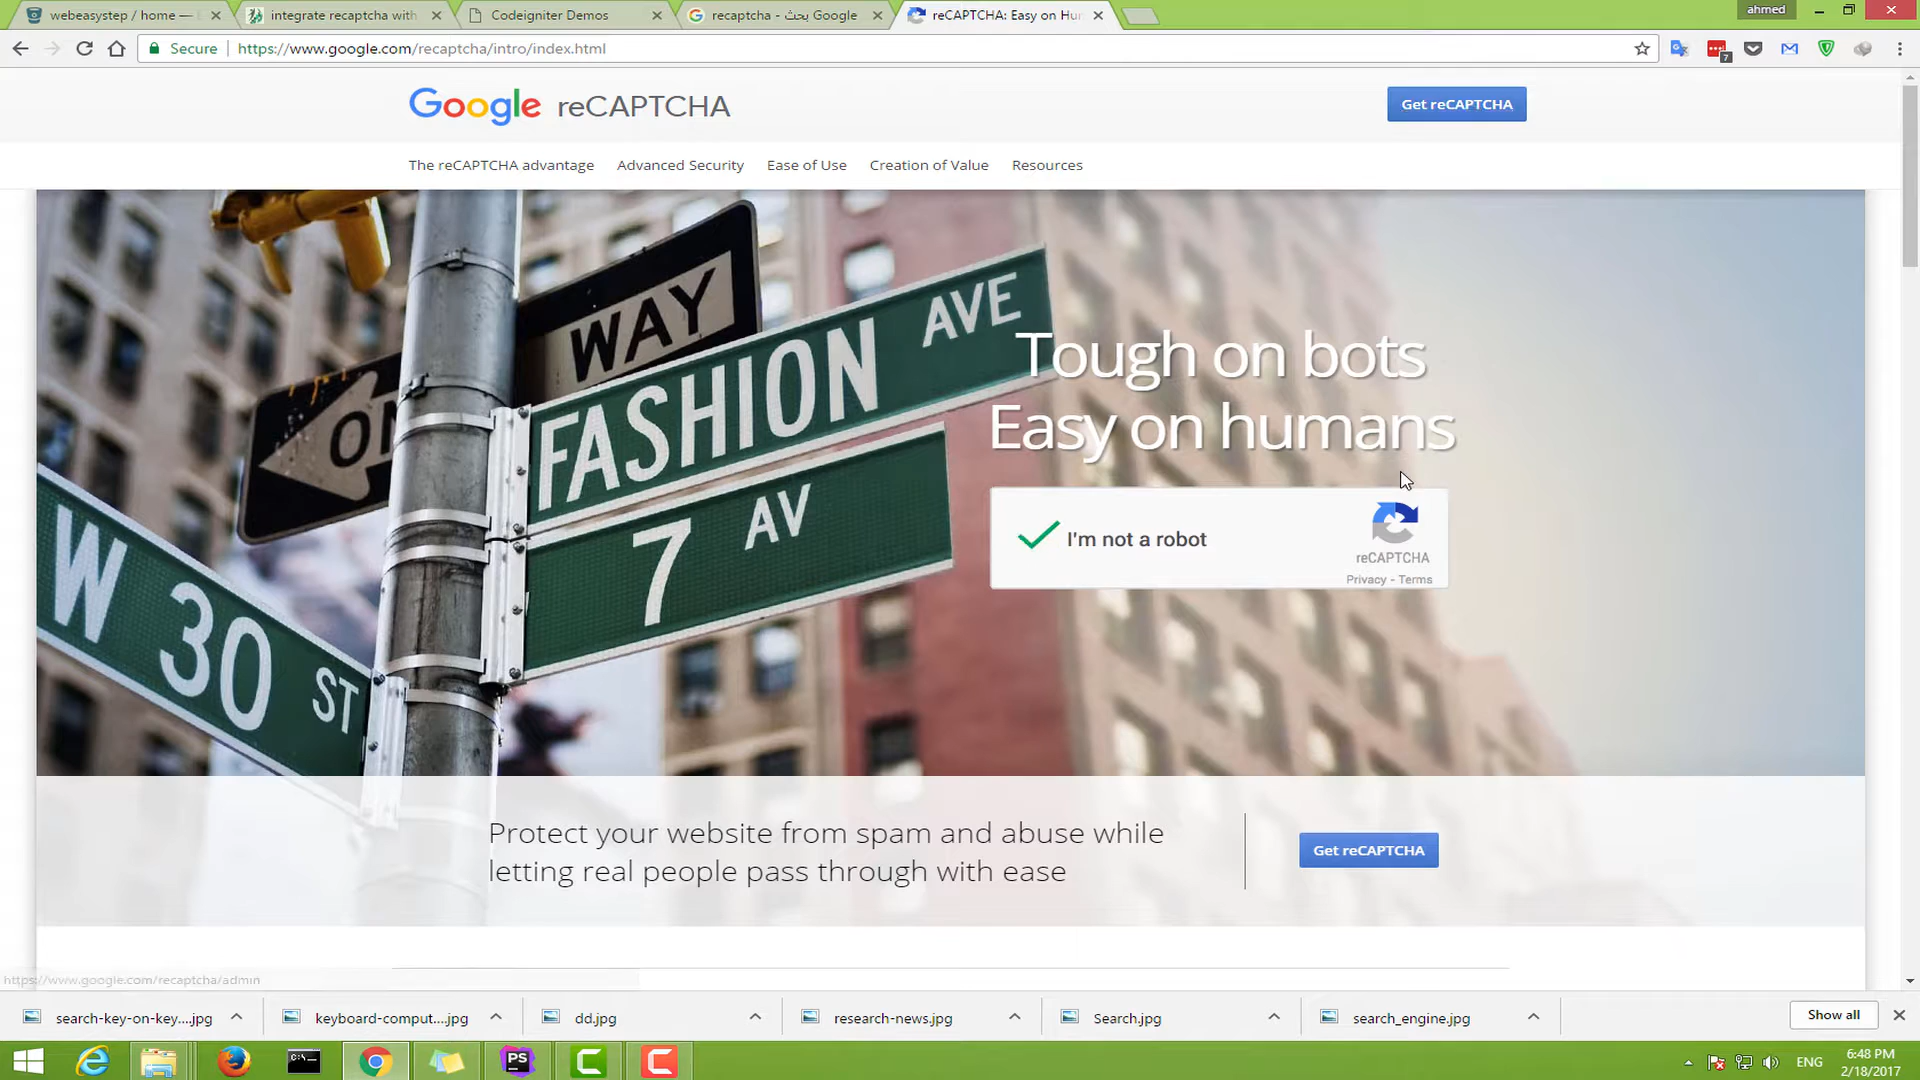 webeasystep / home —
integrate recaptcha with
Codeigniter Demos
recaptcha - بحث Google
reCAPTCHA: Easy on Hur
ahmed
Secure
https://www.google.com/recaptcha/intro/index.html
7
Google reCAPTCHA
Get reCAPTCHA
The reCAPTCHA advantage
Advanced Security
Ease of Use
Creation of Value
Resources
WAY
ON
FASHION AVE
7 AV
W 30 ST
Tough on bots
Easy on humans
I'm not a robot
reCAPTCHA
Privacy - Terms
Protect your website from spam and abuse while
letting real people pass through with ease
Get reCAPTCHA
https://www.google.com/recaptcha/admin
search-key-on-key....jpg
keyboard-comput....jpg
dd.jpg
research-news.jpg
Search.jpg
search_engine.jpg
Show all
PS
ENG
6:48 PM
2/18/2017